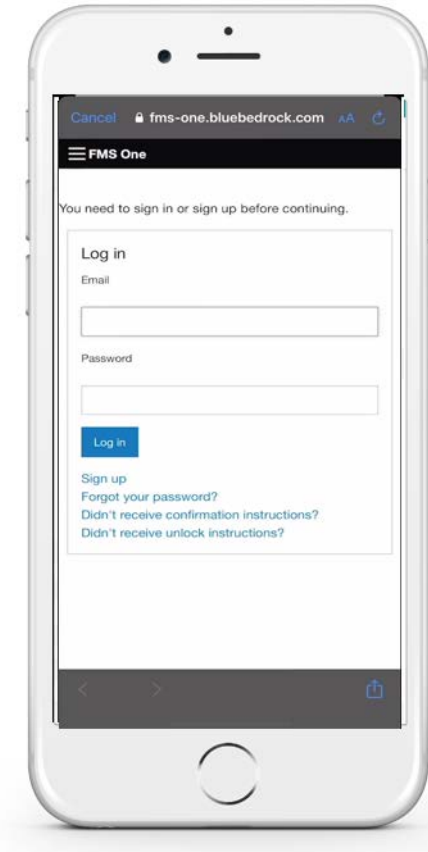 Cancel fms-one.bluebedrock.com AA
FMS One
You need to sign in or sign up before continuing.
Log in
Email
Password
Log in
Sign up
Forgot your password?
Didn't receive confirmation instructions?
Didn't receive unlock instructions?